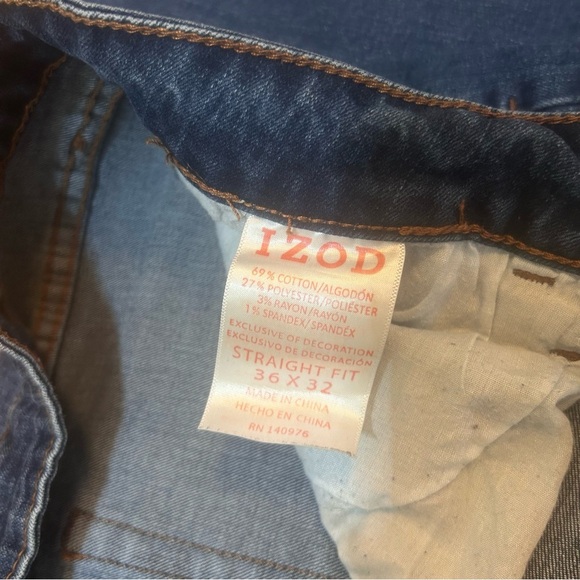 IZOD
69% COTTON/ALGODÓN
27% POLYESTER/POLIÉSTER
3% RAYON/RAYÓN
1% SPANDEX/SPANDEX
EXCLUSIVE OF DECORATION
EXCLUSIVO DE DECORACIÓN
STRAIGHT FIT
36 X 32
MADE IN CHINA
HECHO EN CHINA
RN 140976